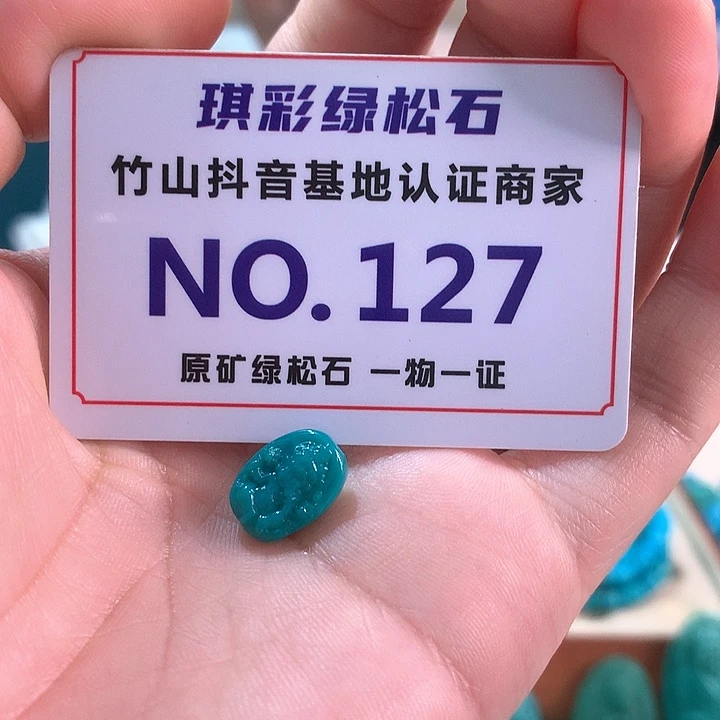 琪彩绿松石
竹山抖音基地认证商家
NO.127
原矿绿松石 一物一证